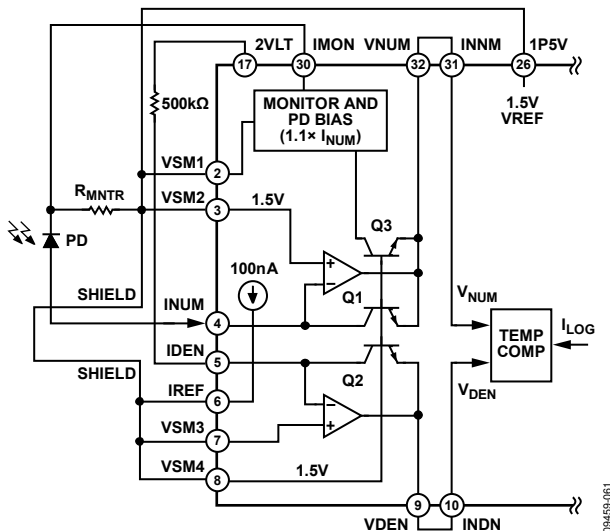 2VLT
IMON
VNUM
INNM
1P5V
17
30
32
31
26
500kΩ
MONITOR AND
PD BIAS
(1.1× INUM)
1.5V
VREF
VSM1
2
RMNTR
VSM2
3
1.5V
Q3
PD
100nA
SHIELD
INUM
4
Q1
VNUM
IDEN
5
TEMP
COMP
ILOG
SHIELD
Q2
VDEN
IREF
6
VSM3
7
VSM4
8
1.5V
9
10
VDEN
INDN
09459-061